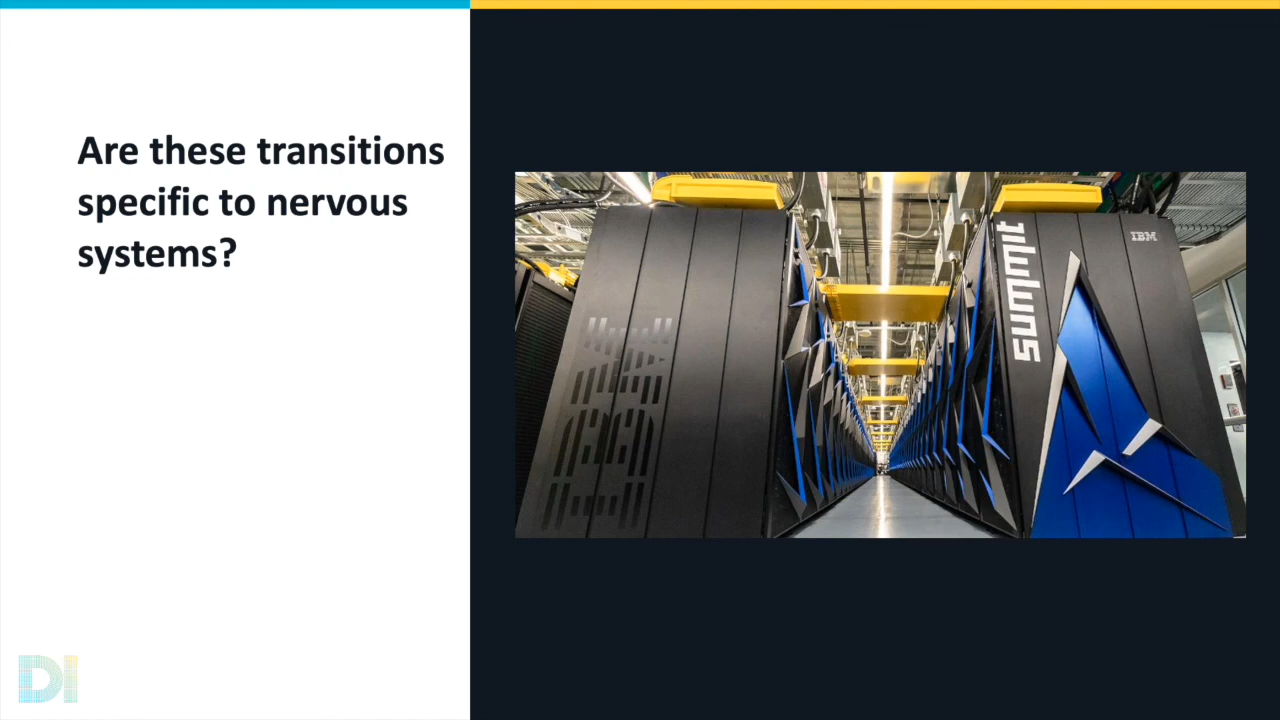 Are these transitions
specific to nervous
systems?
IBM
summit
IBM
DI